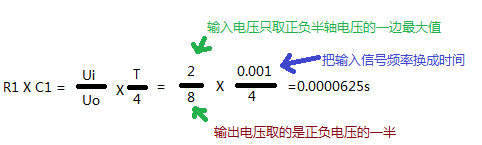 输入电压只取正负半轴电压的一边最大值
把输入信号频率换成时间
R1 X C1 = Ui/Uo X T/4 = 2/8 X 0.001/4 =0.0000625s
输出电压取的是正负电压的一半